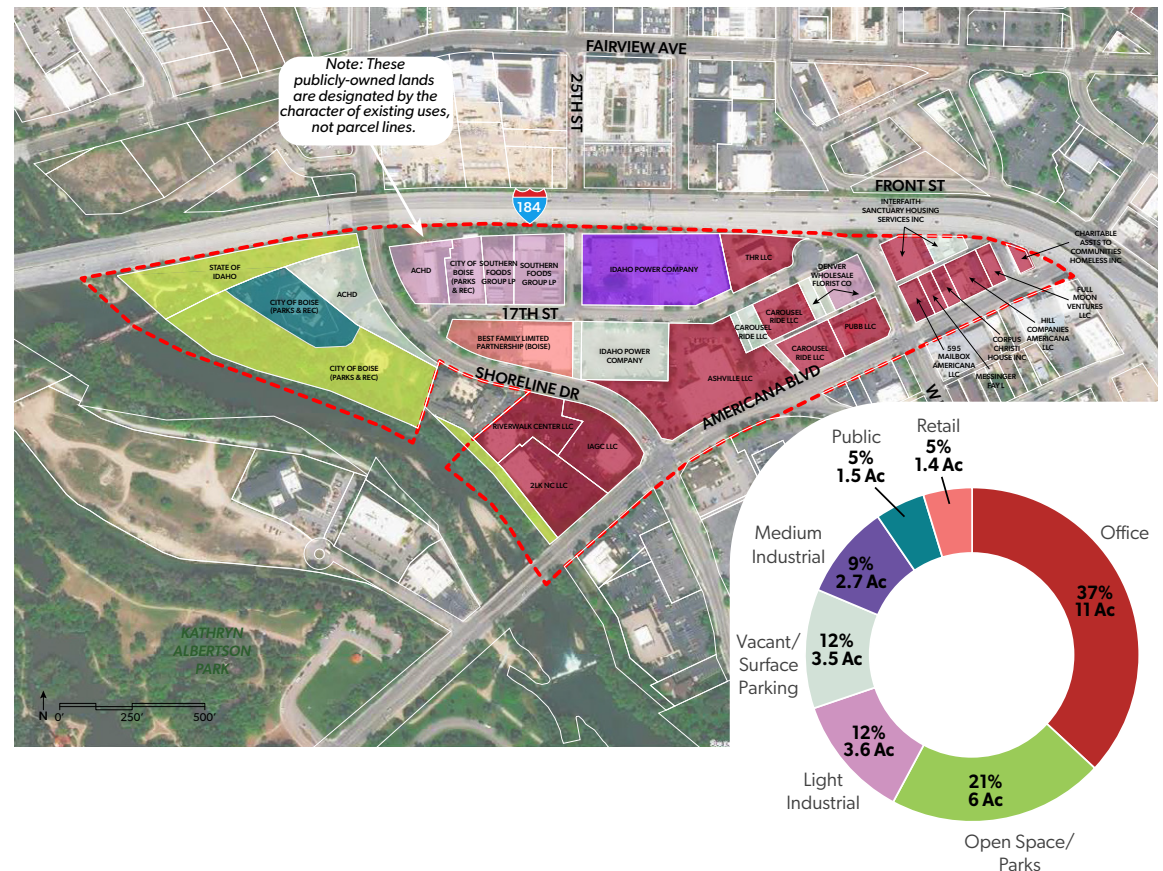 FAIRVIEW AVE
Note: These
publicly-owned lands
are designated by the
character of existing uses,
not parcel lines.
25TH ST
184
FRONT ST
INTERFAITH
SANCTUARY HOUSING
SERVICES INC
CHARITABLE
ASSTS TO
COMMUNITIES
HOMELESS INC
STATE OF
IDAHO
ACHD
CITY OF BOISE
(PARKS & REC)
CITY OF BOISE
(PARKS & REC)
ACHD
CITY OF
BOISE
(PARKS
& REC)
SOUTHERN
FOODS
GROUP LP
SOUTHERN
FOODS
GROUP LP
IDAHO POWER COMPANY
THR LLC
DENVER
WHOLESALE
FLORIST CO
FULL
MOON
VENTURES
LLC
17TH ST
CAROUSEL
RIDE LLC
CAROUSEL
RIDE LLC
CAROUSEL
RIDE LLC
PUBB LLC
HILL
COMPANIES
AMERICANA
LLC
CORPUS
CHRISTI
HOUSE INC
595
MAILBOX
AMERICANA
LLC
MESSINGER
FAY L
BEST FAMILY LIMITED
PARTNERSHIP (BOISE)
IDAHO POWER
COMPANY
ASHVILLE LLC
SHORELINE DR
AMERICANA BLVD
W
RIVERWALK CENTER LLC
IAGC LLC
2LK NC LLC
KATHRYN
ALBERTSON
PARK
N
0'
250'
500'
Retail
5%
1.4 Ac
Public
5%
1.5 Ac
Office
37%
11 Ac
Medium
Industrial
9%
2.7 Ac
Vacant/
Surface
Parking
12%
3.5 Ac
Light
Industrial
12%
3.6 Ac
21%
6 Ac
Open Space/
Parks